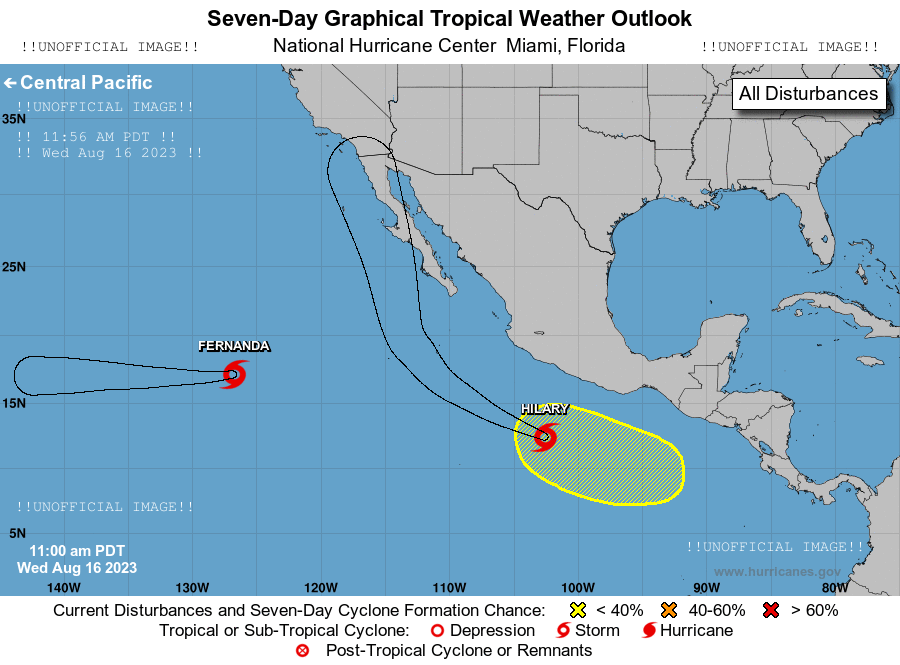 Seven-Day Graphical Tropical Weather Outlook
!!UNOFFICIAL IMAGE!! National Hurricane Center Miami, Florida !!UNOFFICIAL IMAGE!!
Central Pacific
All Disturbances
!!UNOFFICIAL IMAGE!!
35N
!! 11:56 AM PDT !!
!! Wed Aug 16 2023 !!
25N
FERNANDA
15N
HILARY
!!UNOFFICIAL IMAGE!!
5N
11:00 am PDT
Wed Aug 16 2023
!!UNOFFICIAL IMAGE!!
www.hurricanes.gov
140W 130W 120W 110W 100W 90W 80W
Current Disturbances and Seven-Day Cyclone Formation Chance: < 40% 40-60% > 60%
Tropical or Sub-Tropical Cyclone: Depression Storm Hurricane
Post-Tropical Cyclone or Remnants